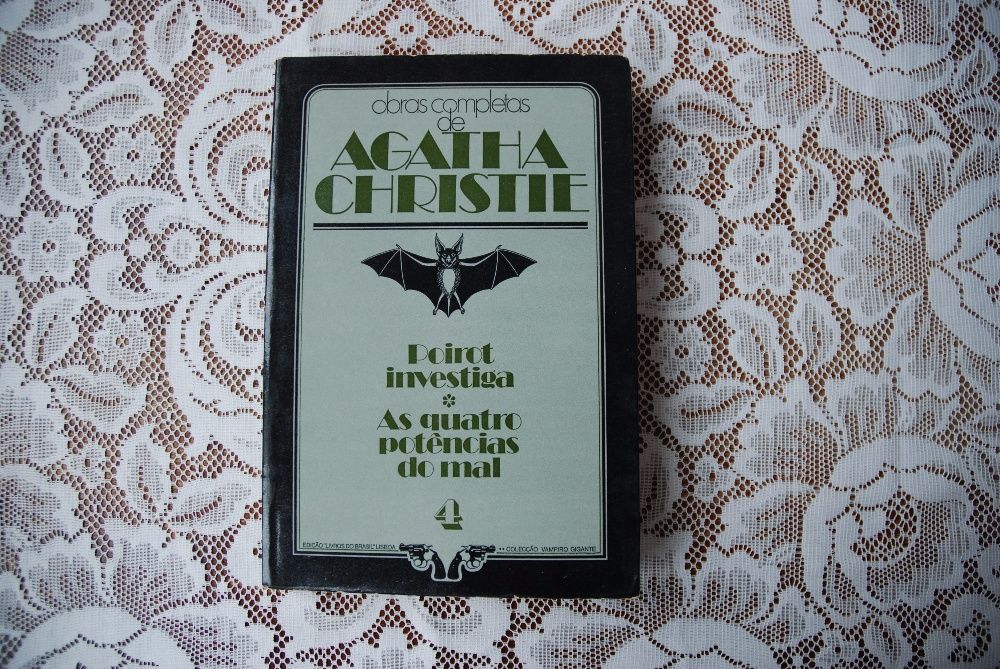 obras completas
de
AGATHA
CHRISTIE
Poirot
investiga
*
As quatro
potências
do mal
4
EDIÇÃO "LIVROS DO BRASIL" LISBOA
** COLECÇÃO VAMPIRO GIGANTE